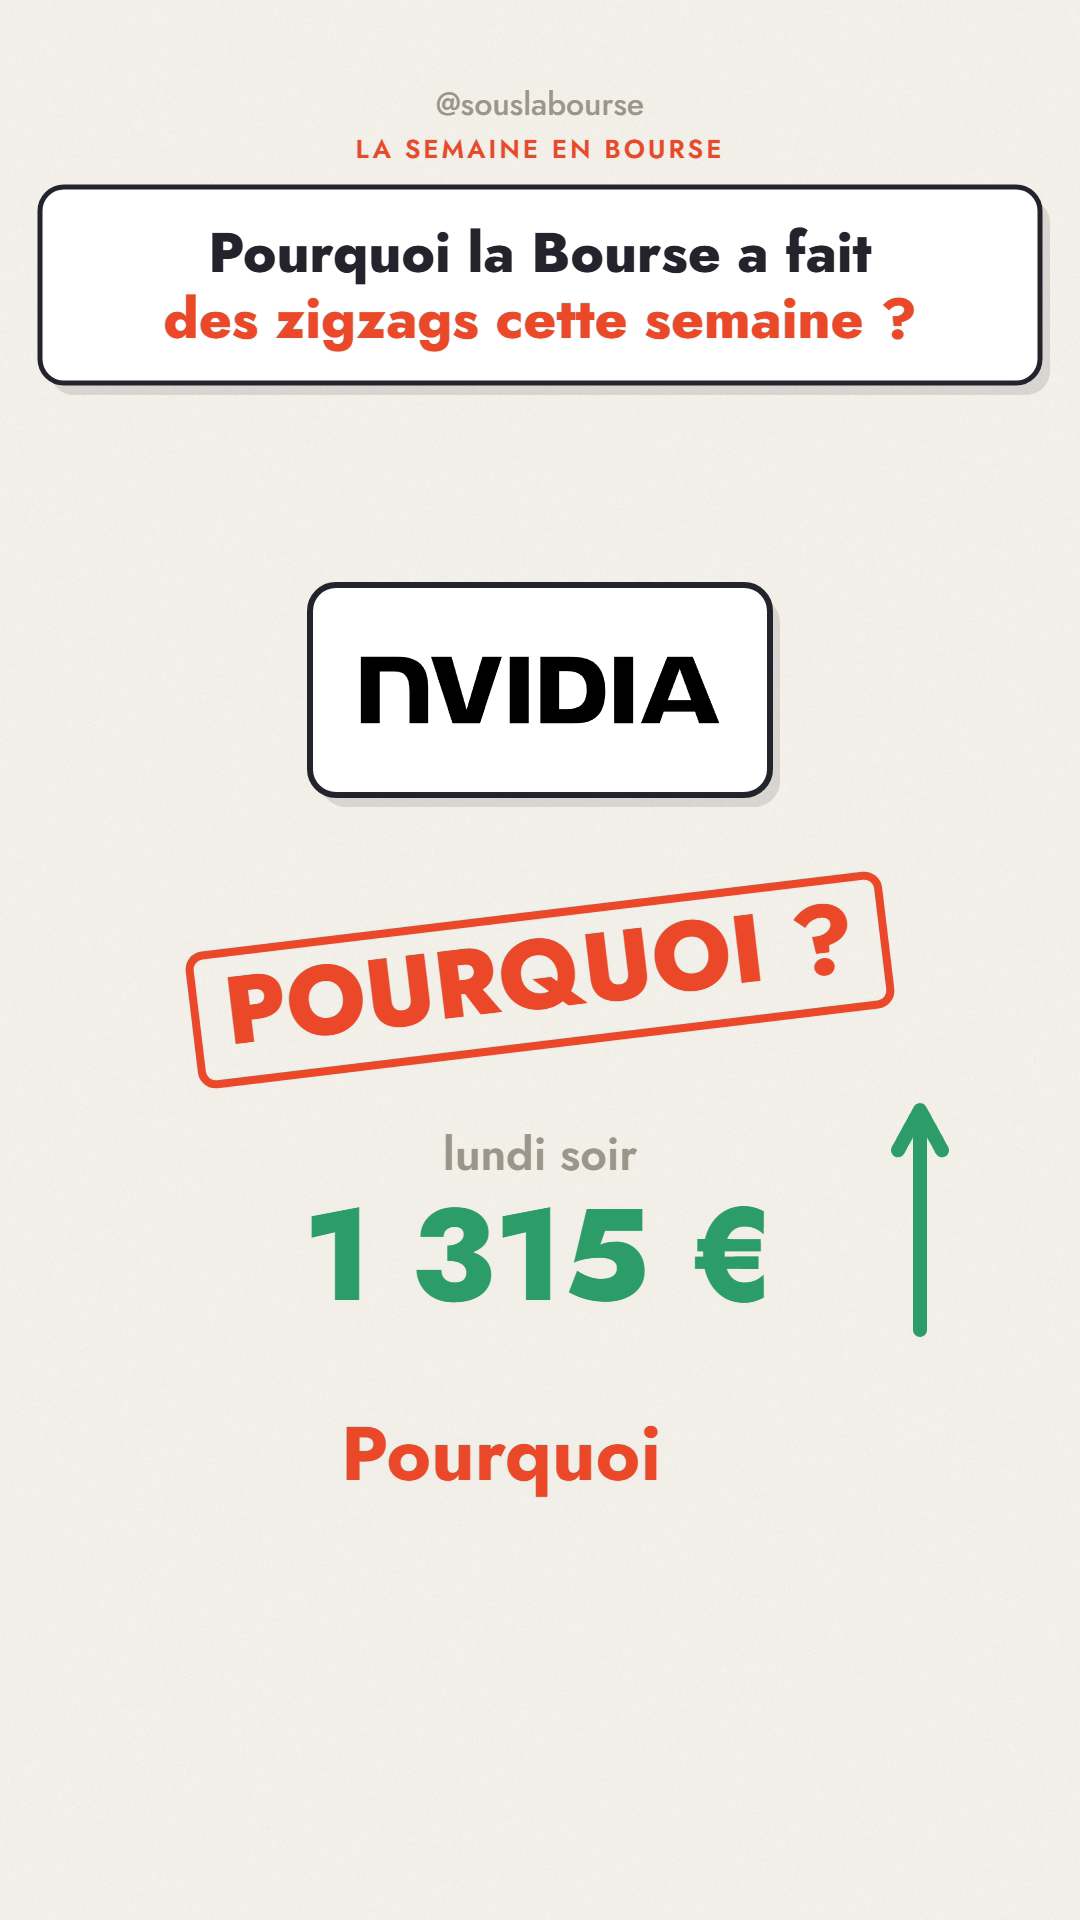 @souslabourse
LA SEMAINE EN BOURSE
Pourquoi la Bourse a fait
des zigzags cette semaine ?
NVIDIA
POURQUOI ?
lundi soir
1 315 €
Pourquoi